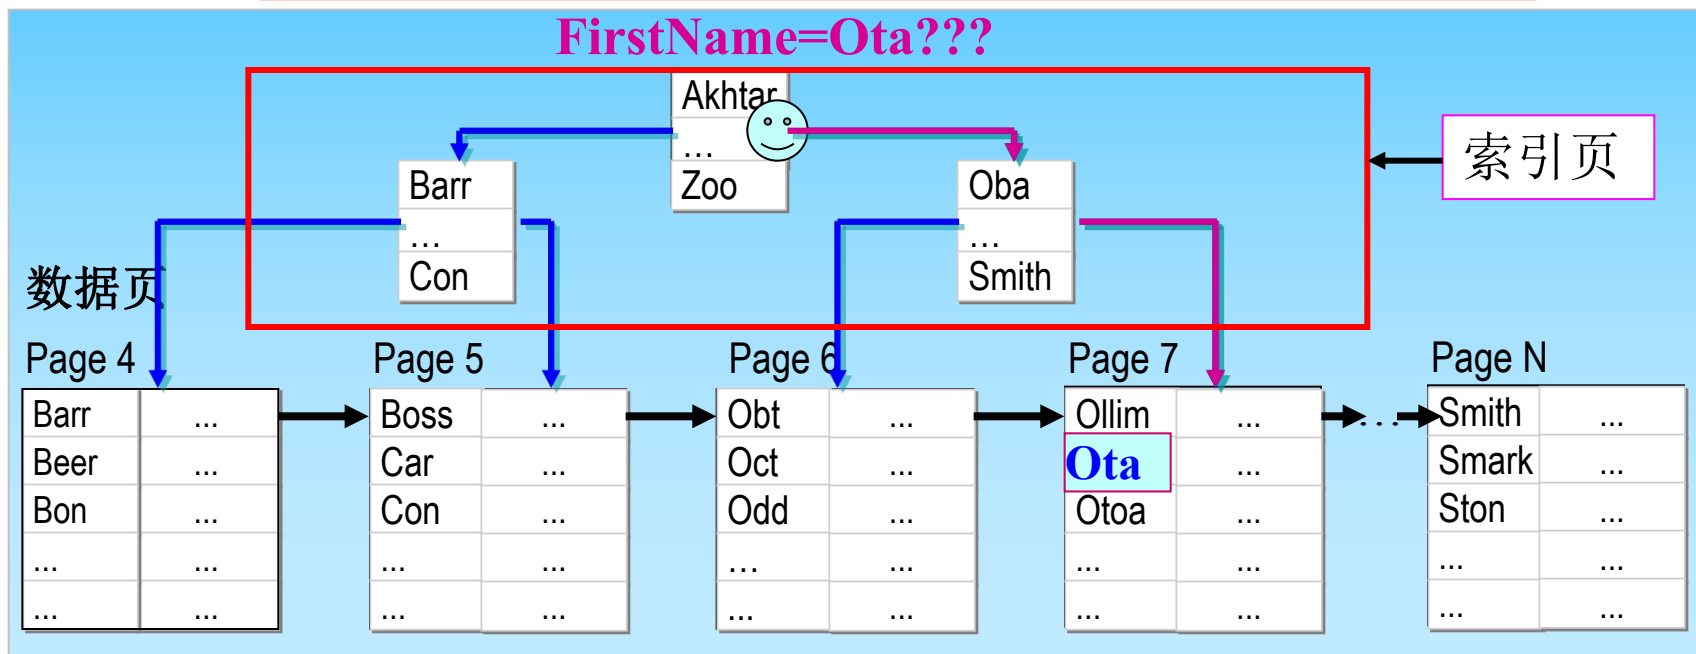 FirstName=Ota???
Akhtar
...
Zoo
索引页
Barr
...
Con
Oba
...
Smith
数据页
Page 4
Page 5
Page 6
Page 7
Page N
Barr ...
Beer ...
Bon ...
... ...
... ...
Boss ...
Car ...
Con ...
... ...
... ...
Obt ...
Oct ...
Odd ...
... ...
... ...
Ollim ...
Ota ...
Otoa ...
... ...
... ...
...
Smith ...
Smark ...
Ston ...
... ...
... ...